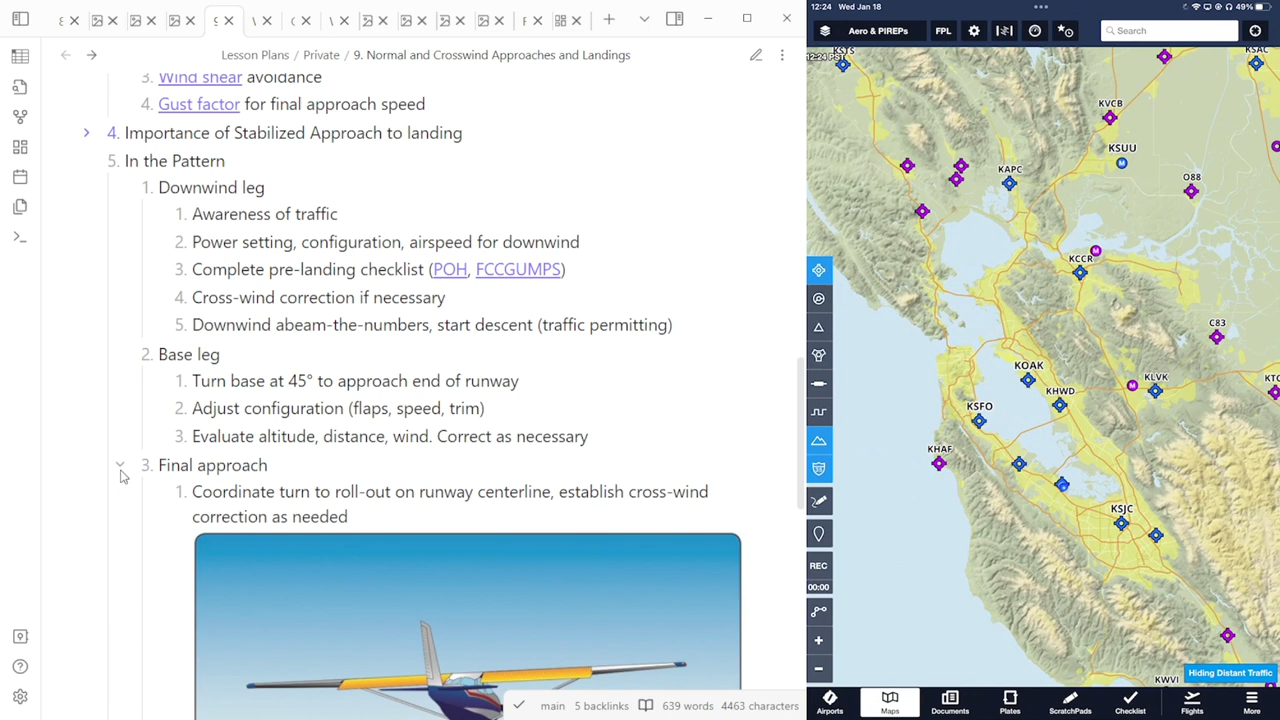 Lesson Plans / Private / 9. Normal and Crosswind Approaches and Landings
3. Wind shear avoidance
4. Gust factor for final approach speed
4. Importance of Stabilized Approach to landing
5. In the Pattern
1. Downwind leg
1. Awareness of traffic
2. Power setting, configuration, airspeed for downwind
3. Complete pre-landing checklist (POH, FCCGUMPS)
4. Cross-wind correction if necessary
5. Downwind abeam-the-numbers, start descent (traffic permitting)
2. Base leg
1. Turn base at 45° to approach end of runway
2. Adjust configuration (flaps, speed, trim)
3. Evaluate altitude, distance, wind. Correct as necessary
3. Final approach
1. Coordinate turn to roll-out on runway centerline, establish cross-wind
correction as needed
main 5 backlinks 639 words 4463 characters
12:24 Wed Jan 18
49%
Aero & PIREPs FPL Search
KSTS
KSAC
12:24 PST
KVCB
KSUU
KAPC
O88
KCCR
C83
KOAK
KLVK
KTC
KHWD
KSFO
KHAF
KSJC
REC
00:00
Hiding Distant Traffic
KWVI
Airports Maps Documents Plates ScratchPads Checklist Flights More